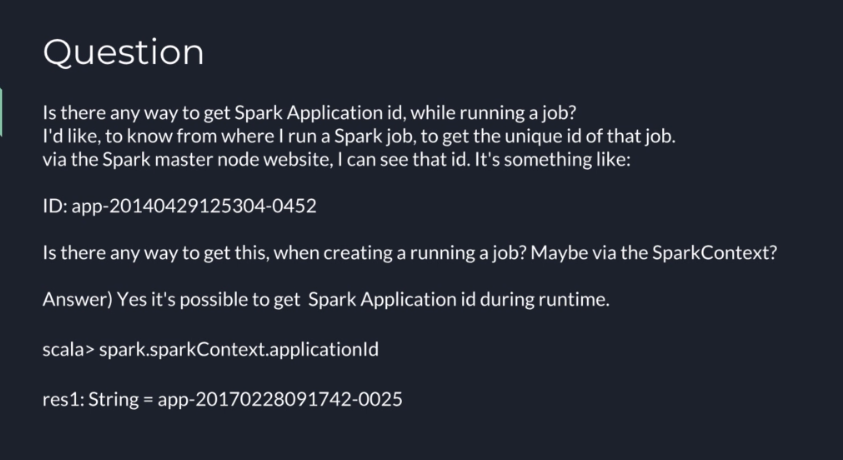 Question
Is there any way to get Spark Application id, while running a job?
I'd like, to know from where I run a Spark job, to get the unique id of that job.
via the Spark master node website, I can see that id. It's something like:
ID: app-20140429125304-0452
Is there any way to get this, when creating a running a job? Maybe via the SparkContext?
Answer) Yes it's possible to get Spark Application id during runtime.
scala> spark.sparkContext.applicationId
res1: String = app-20170228091742-0025